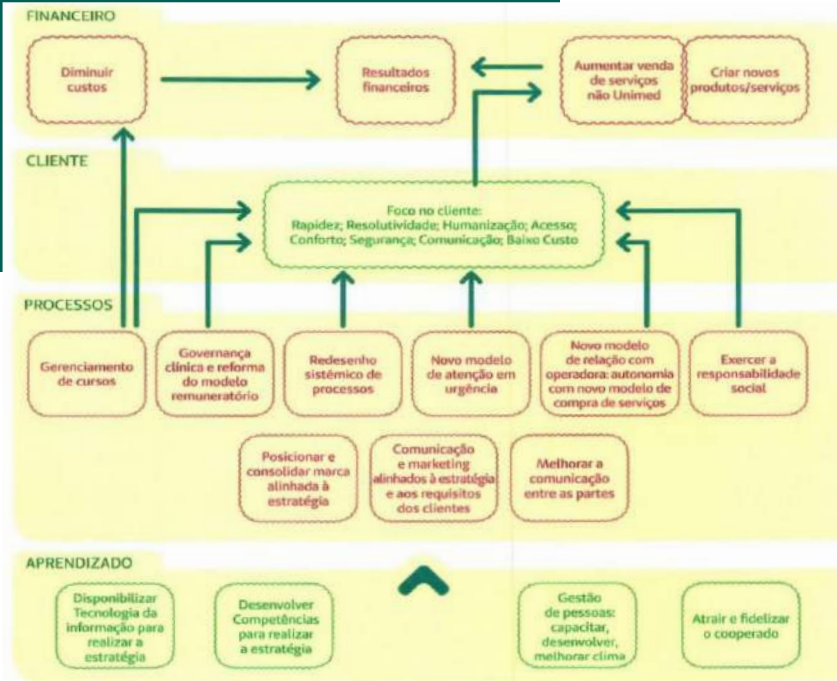 FINANCEIRO
Diminuir
custos
Resultados
financeiros
Aumentar venda
de serviços
não Unimed
Criar novos
produtos/serviços
CLIENTE
Foco no cliente:
Rapidez; Resolutividade; Humanização; Acesso;
Conforto; Segurança; Comunicação; Baixo Custo
PROCESSOS
Gerenciamento
de cursos
Governança
clínica e reforma
do modelo
remuneratório
Redesenho
sistémico de
processos
Novo modelo
de atenção em
urgência
Novo modelo
de relação com
operadora: autonomia
com novo modelo de
compra de serviços
Exercer a
responsabilidade
social
Posicionar e
consolidar marca
alinhada à
estratégia
Comunicação
e marketing
alinhados à estratégia
e aos requisitos
dos clientes
Melhorar a
comunicação
entre as partes
APRENDIZADO
Disponibilizar
Tecnologia da
informação para
realizar a
estratégia
Desenvolver
Competências
para realizar
a estratégia
Gestão
de pessoas:
capacitar,
desenvolver,
melhorar clima
Atrair e fidelizar
o cooperado